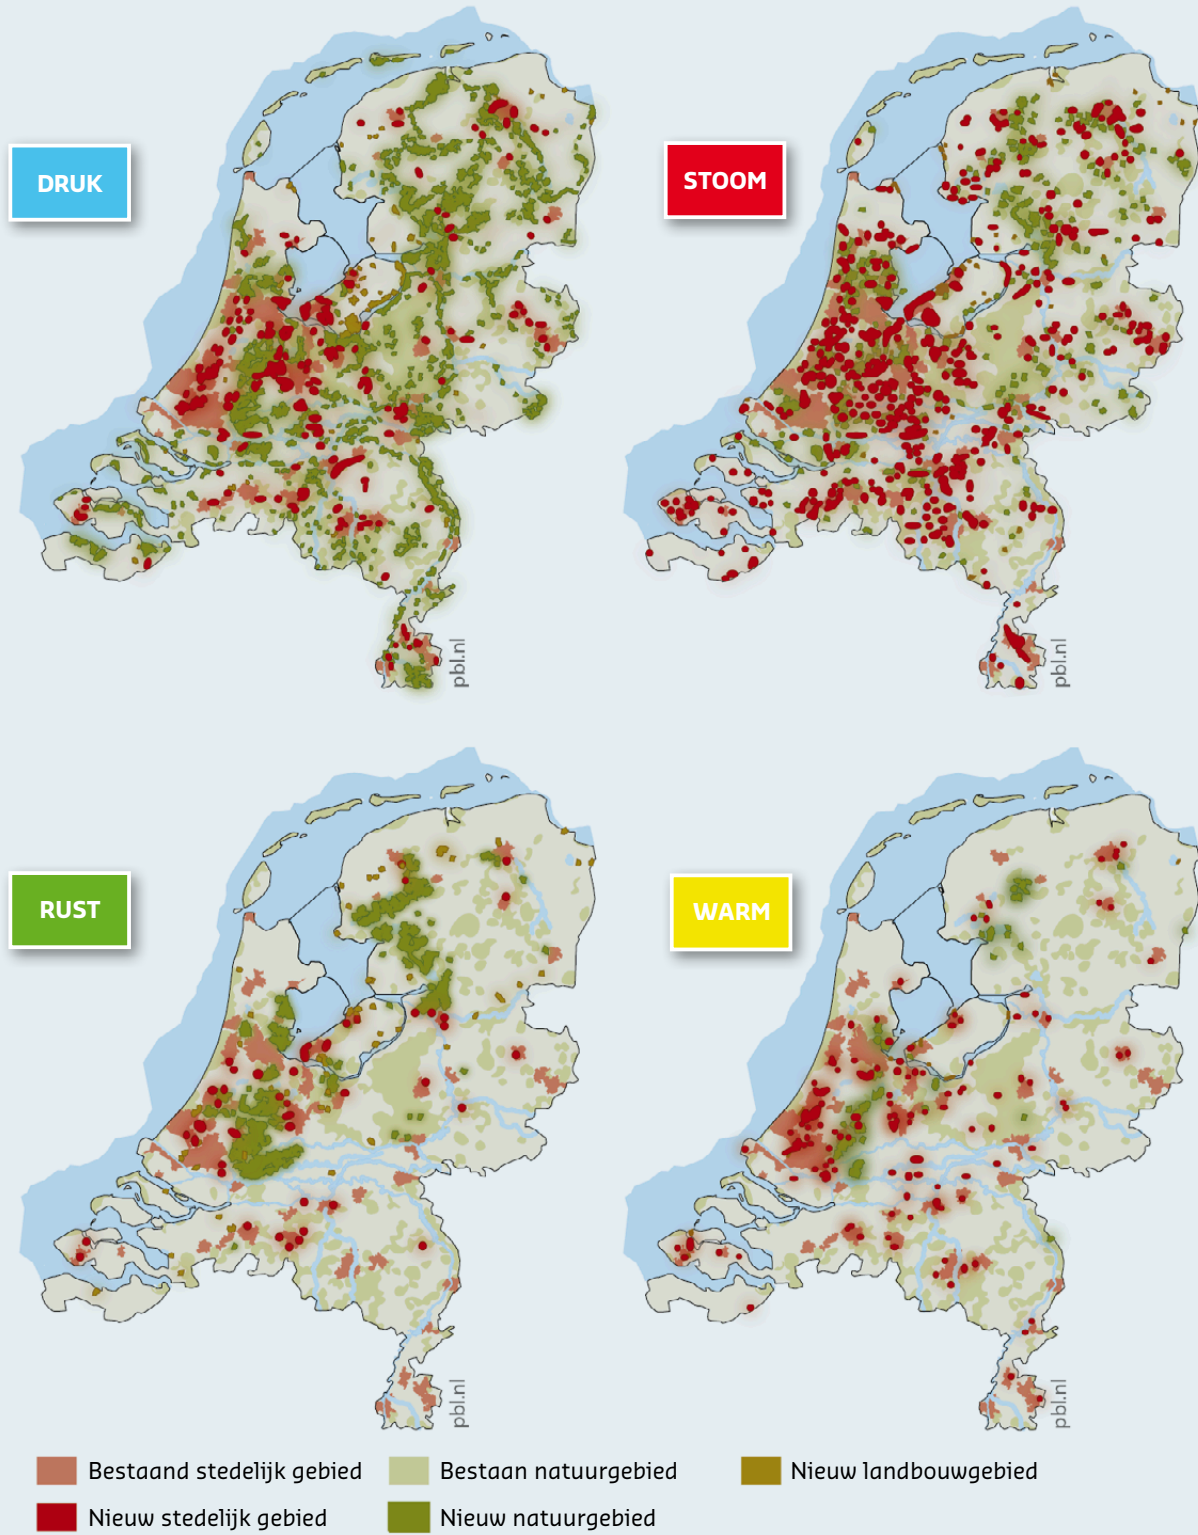 DRUK
STOOM
pbl.nl
pbl.nl
RUST
WARM
pbl.nl
pbl.nl
Bestaand stedelijk gebied
Bestaan natuurgebied
Nieuw landbouwgebied
Nieuw stedelijk gebied
Nieuw natuurgebied